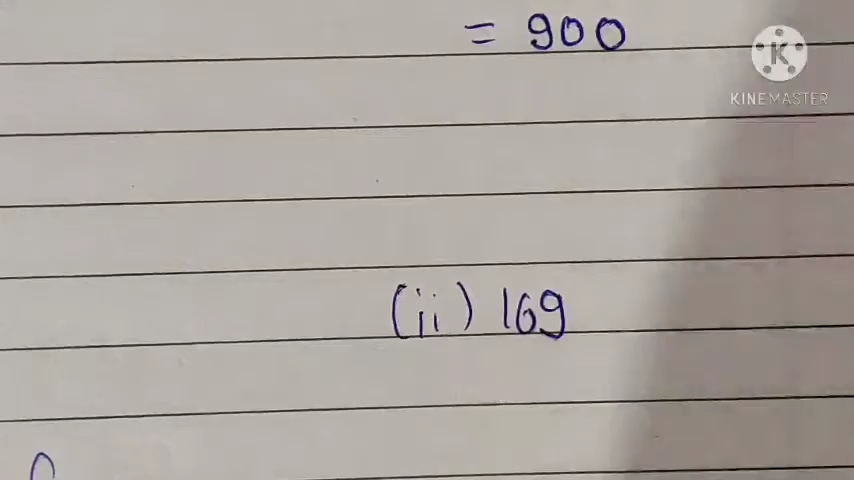 = 900
KINEMASTER
(ii) 169